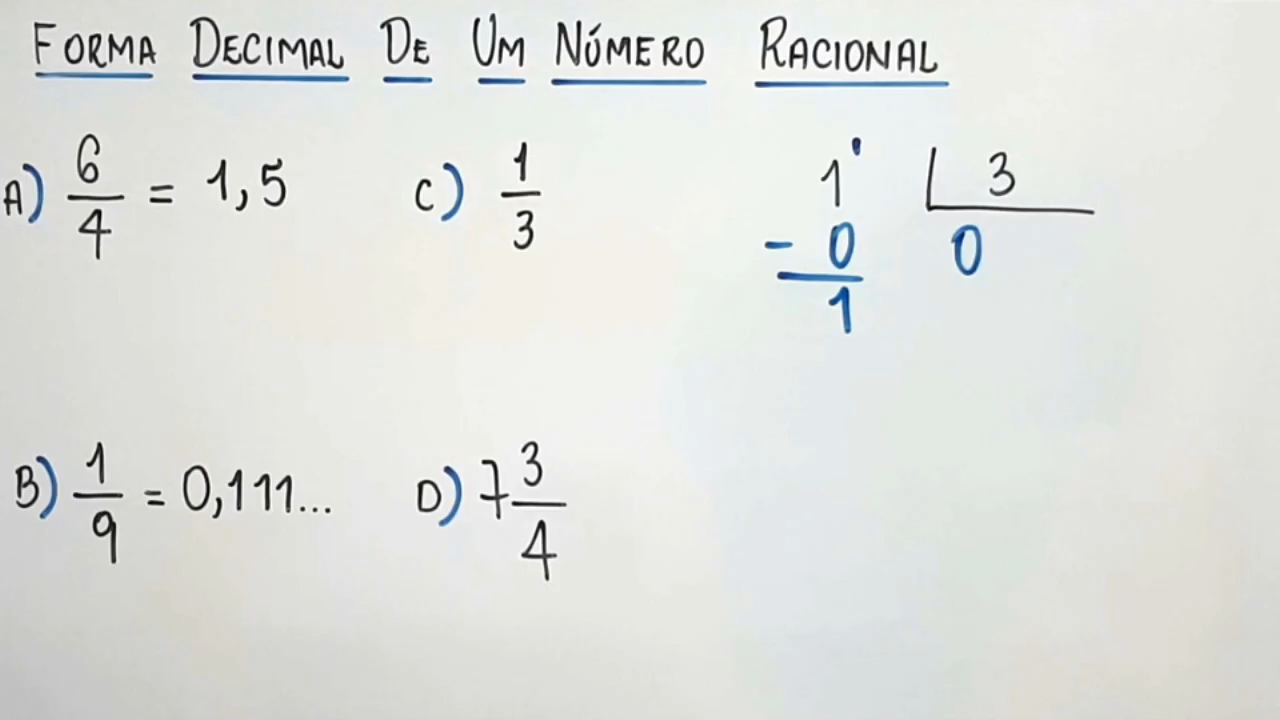 FORMA DECIMAL DE UM NÚMERO RACIONAL
A) 6/4 = 1,5
C) 1/3
1 | 3
- 0 0
1
B) 1/9 = 0,111...
D) 7 3/4